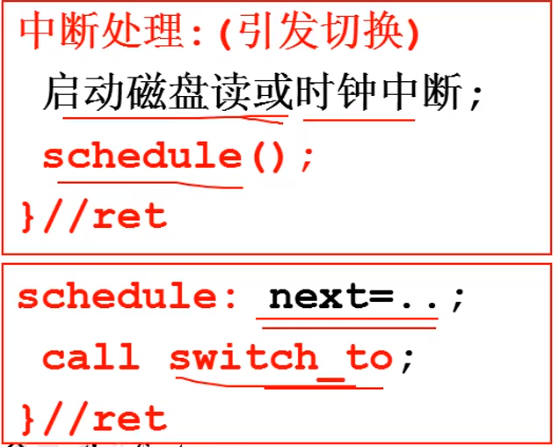 中断处理:(引发切换)
启动磁盘读或时钟中断;
schedule();
}//ret
schedule: next=..;
call switch_to;
}//ret